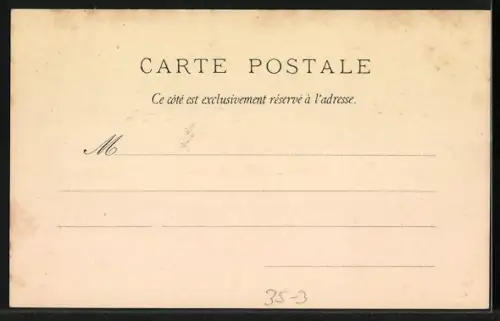 CARTE POSTALE
Ce côté est exclusivement réservé à l'adresse.
M
35-3